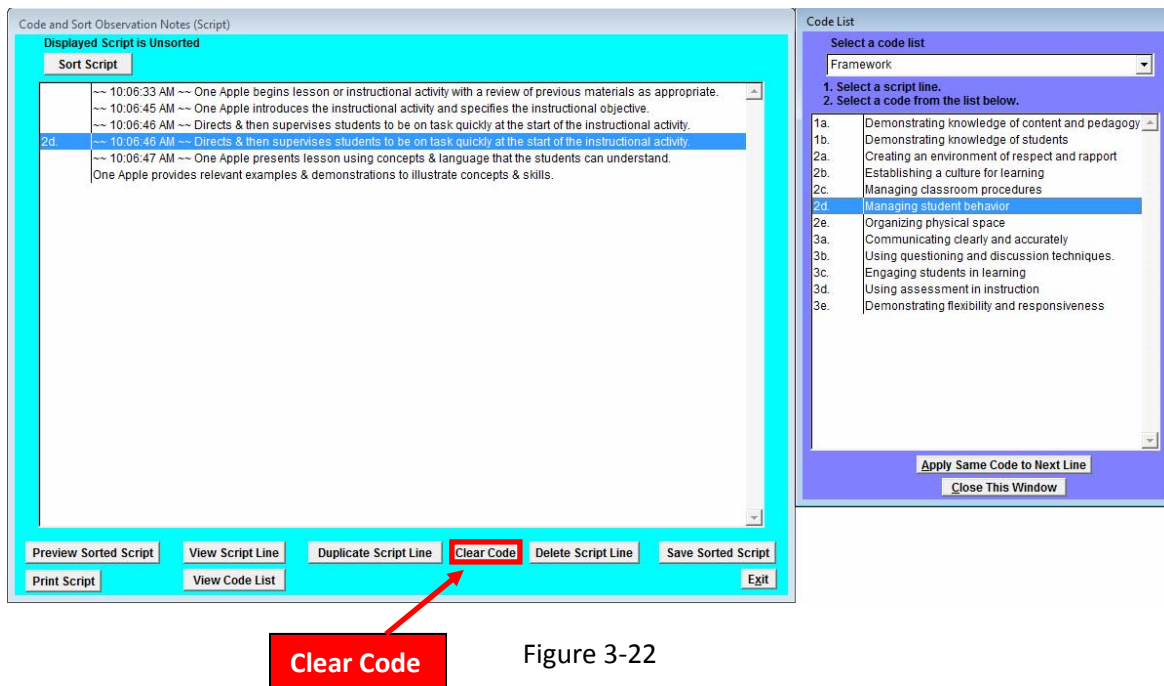 Code and Sort Observation Notes (Script)
Displayed Script is Unsorted
Sort Script
~~ 10:06:33 AM ~~ One Apple begins lesson or instructional activity with a review of previous materials as appropriate.
~~ 10:06:45 AM ~~ One Apple introduces the instructional activity and specifies the instructional objective.
~~ 10:06:46 AM ~~ Directs & then supervises students to be on task quickly at the start of the instructional activity.
2d. ~~ 10:06:46 AM ~~ Directs & then supervises students to be on task quickly at the start of the instructional activity.
~~ 10:06:47 AM ~~ One Apple presents lesson using concepts & language that the students can understand.
One Apple provides relevant examples & demonstrations to illustrate concepts & skills.
Preview Sorted Script View Script Line Duplicate Script Line Clear Code Delete Script Line Save Sorted Script
Print Script View Code List Exit
Code List
Select a code list
Framework
1. Select a script line.
2. Select a code from the list below.
1a. Demonstrating knowledge of content and pedagogy
1b. Demonstrating knowledge of students
2a. Creating an environment of respect and rapport
2b. Establishing a culture for learning
2c. Managing classroom procedures
2d. Managing student behavior
2e. Organizing physical space
3a. Communicating clearly and accurately
3b. Using questioning and discussion techniques.
3c. Engaging students in learning
3d. Using assessment in instruction
3e. Demonstrating flexibility and responsiveness
Apply Same Code to Next Line
Close This Window
Clear Code
Figure 3-22